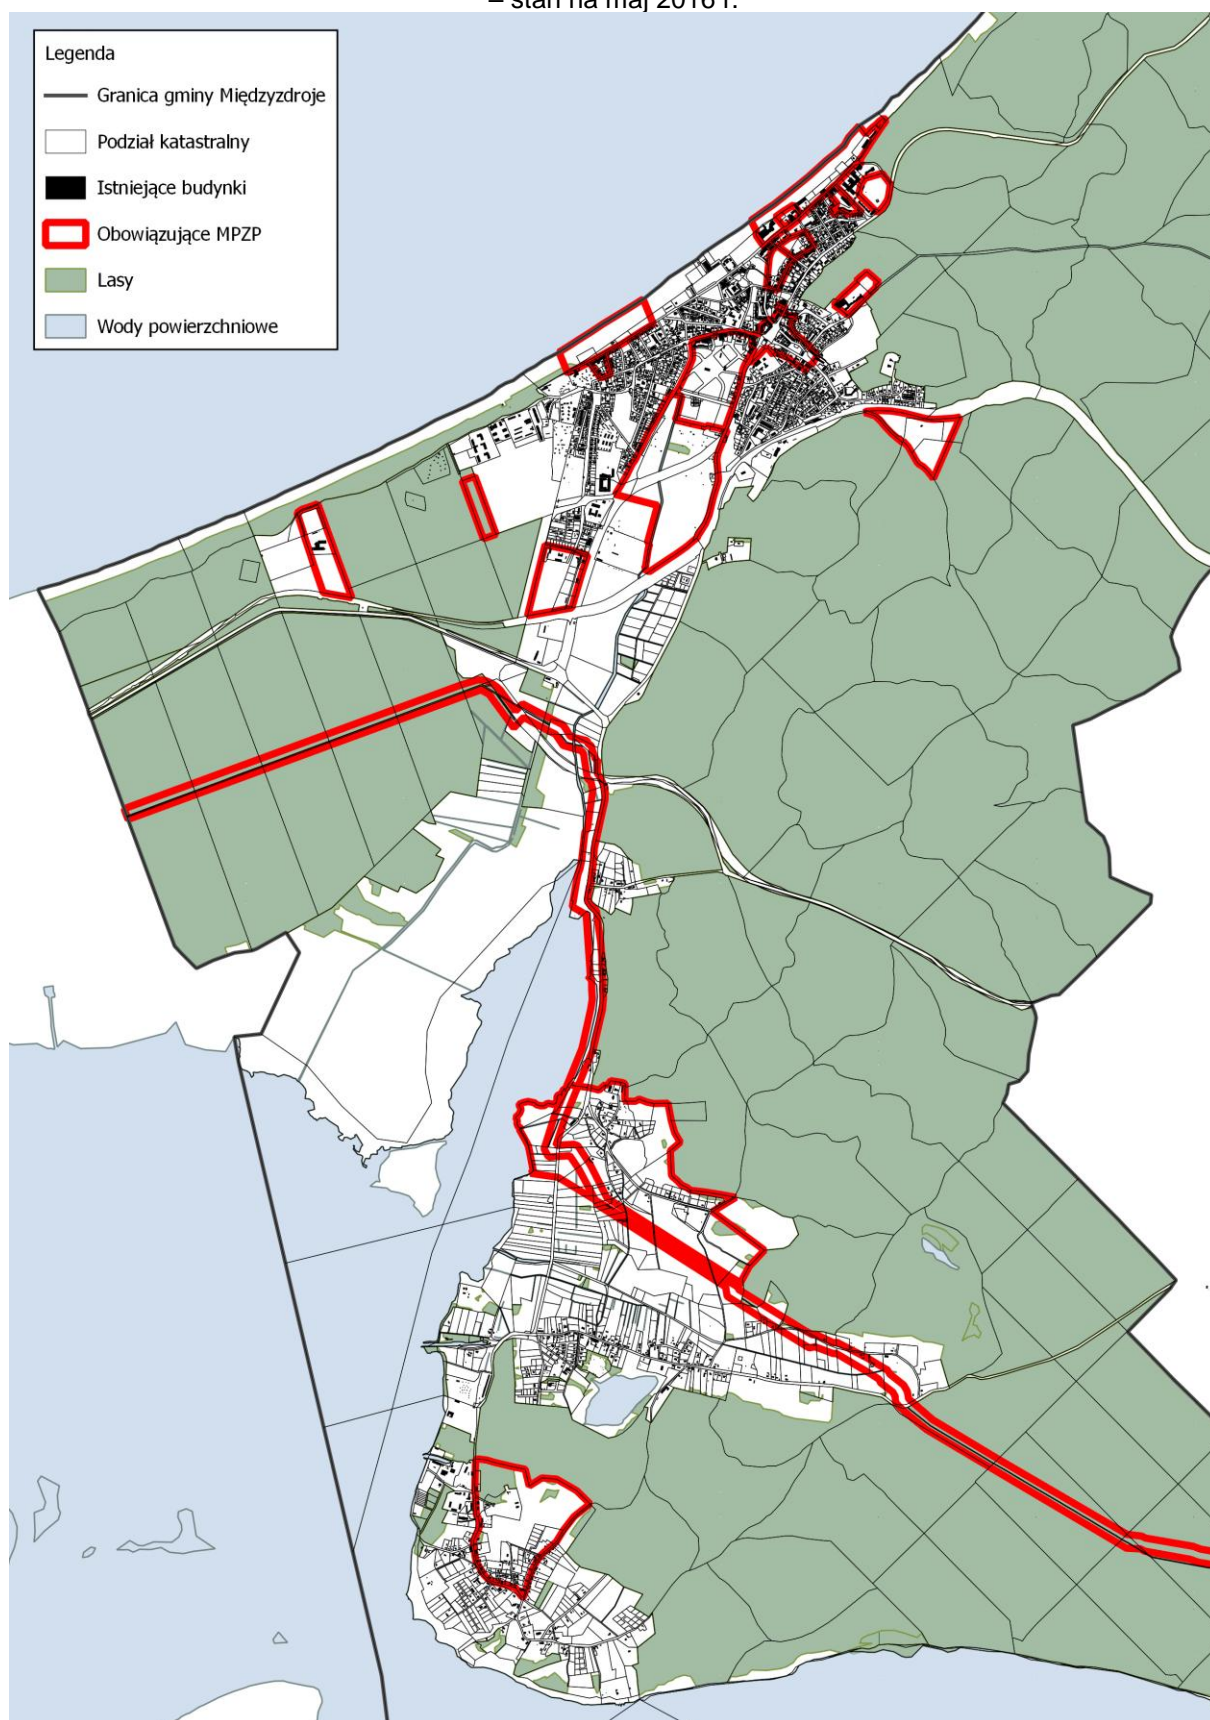 – stan na maj 2016 r.
Legenda
Granica gminy Międzyzdroje
Podział katastralny
Istniejące budynki
Obowiązujące MPZP
Lasy
Wody powierzchniowe